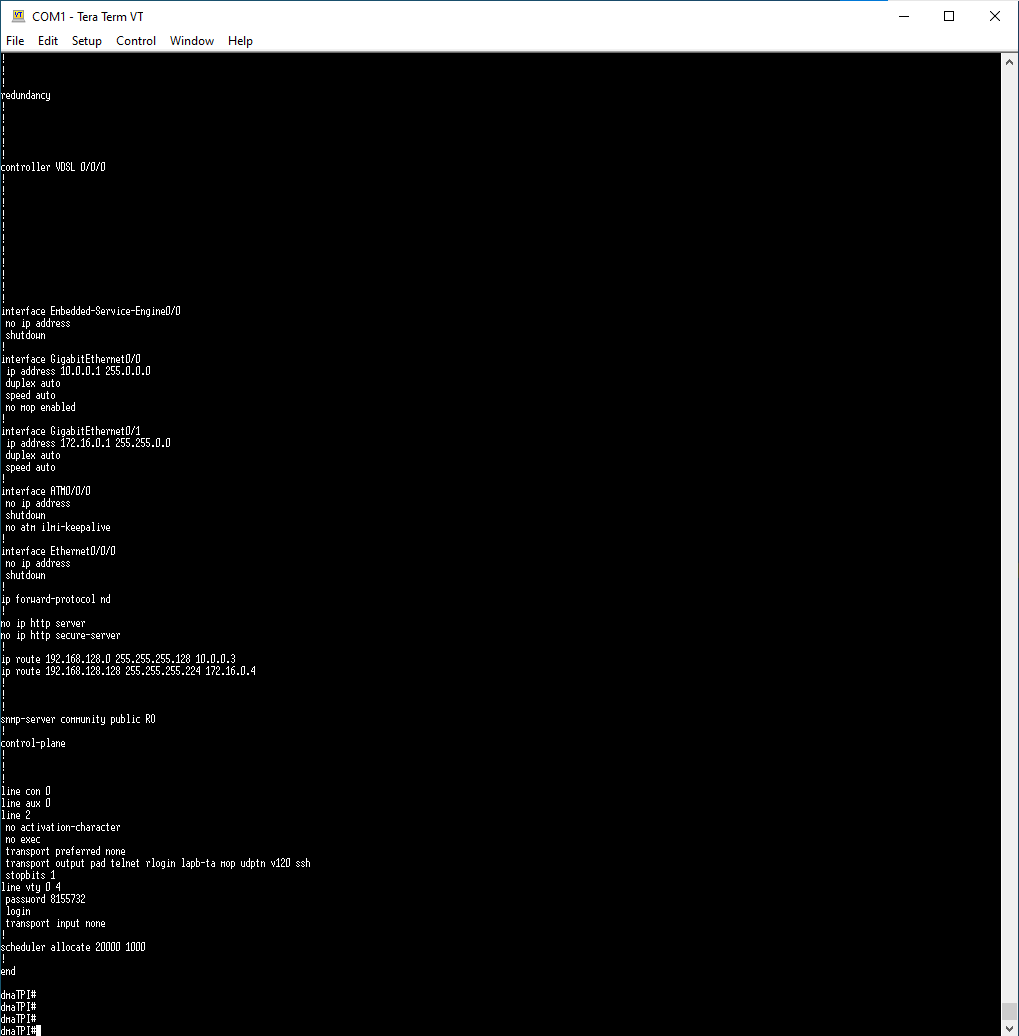 COM1 - Tera Term VT
File Edit Setup Control Window Help
!
!
!
redundancy
!
!
!
!
!
controller VDSL 0/0/0
!
!
!
!
!
!
!
!
!
!
!
interface Embedded-Service-Engine0/0
 no ip address
 shutdown
!
interface GigabitEthernet0/0
 ip address 10.0.0.1 255.0.0.0
 duplex auto
 speed auto
 no mop enabled
!
interface GigabitEthernet0/1
 ip address 172.16.0.1 255.255.0.0
 duplex auto
 speed auto
!
interface ATM0/0/0
 no ip address
 shutdown
 no atm ilmi-keepalive
!
interface Ethernet0/0/0
 no ip address
 shutdown
!
ip forward-protocol nd
!
no ip http server
no ip http secure-server
!
ip route 192.168.128.0 255.255.255.128 10.0.0.3
ip route 192.168.128.128 255.255.255.224 172.16.0.4
!
!
!
snmp-server community public RO
!
control-plane
!
!
!
line con 0
line aux 0
line 2
 no activation-character
 no exec
 transport preferred none
 transport output pad telnet rlogin lapb-ta mop udptn v120 ssh
 stopbits 1
line vty 0 4
 password 8155732
 login
 transport input none
!
scheduler allocate 20000 1000
!
end
dmaTPI#
dmaTPI#
dmaTPI#
dmaTPI#